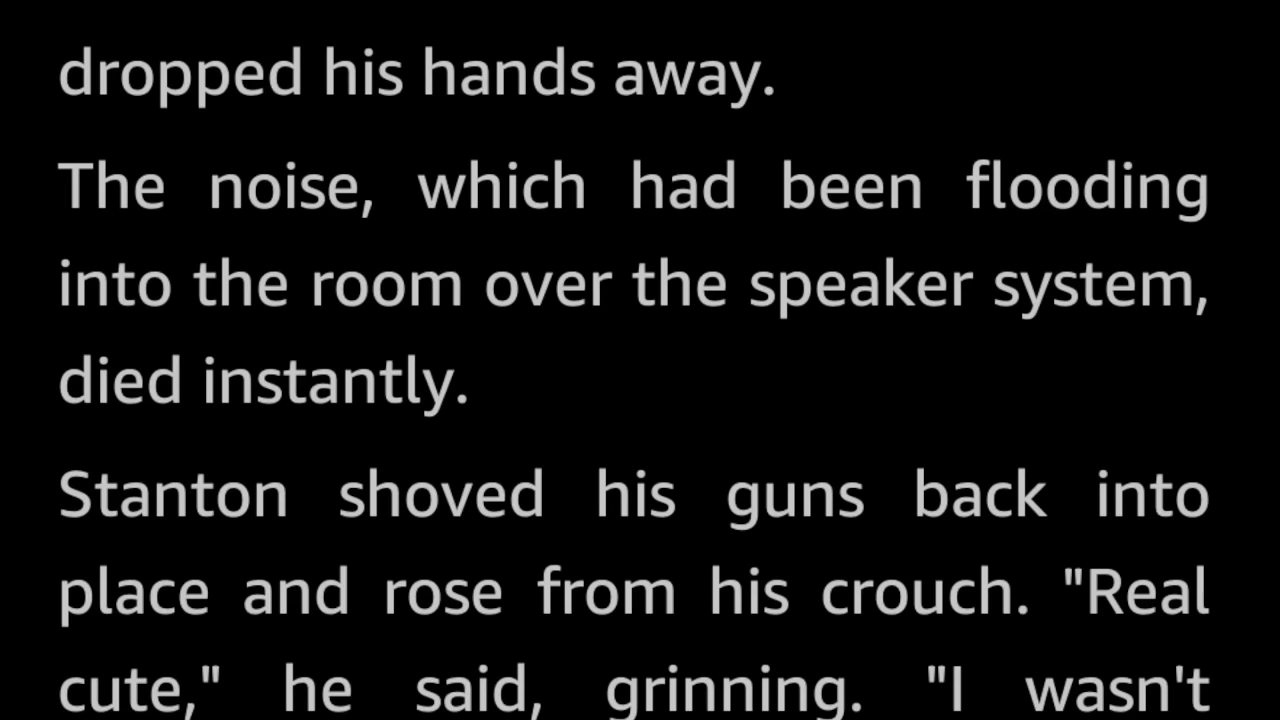 dropped his hands away.
The noise, which had been flooding
into the room over the speaker system,
died instantly.
Stanton shoved his guns back into
place and rose from his crouch. "Real
cute," he said, grinning. "I wasn't